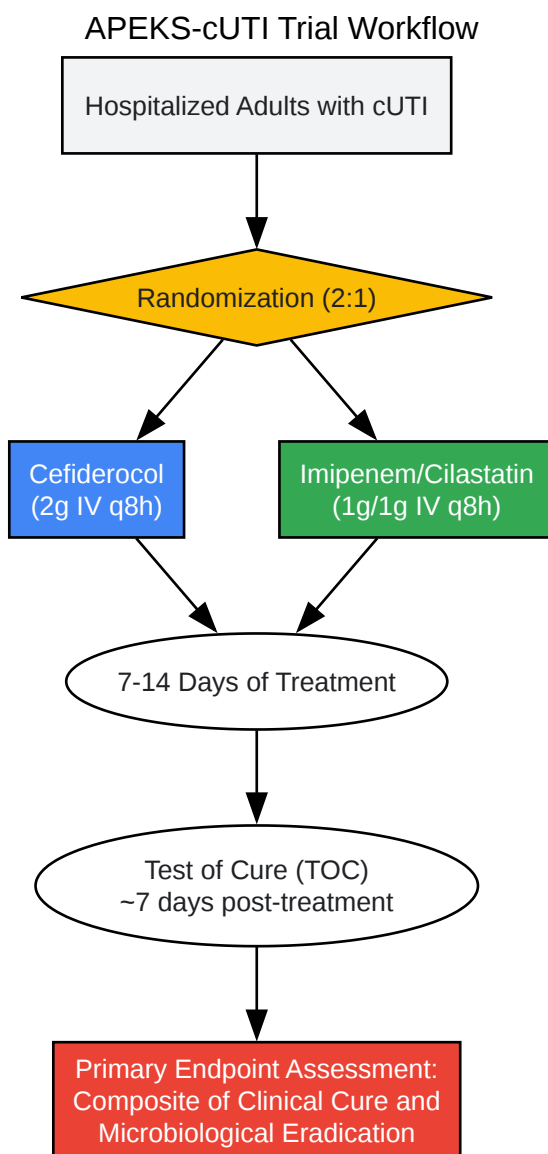 APEKS-cUTI Trial Workflow
Hospitalized Adults with cUTI
Randomization (2:1)
Cefiderocol
(2g IV q8h)
Imipenem/Cilastatin
(1g/1g IV q8h)
7-14 Days of Treatment
Test of Cure (TOC)
~7 days post-treatment
Primary Endpoint Assessment:
Composite of Clinical Cure and
Microbiological Eradication